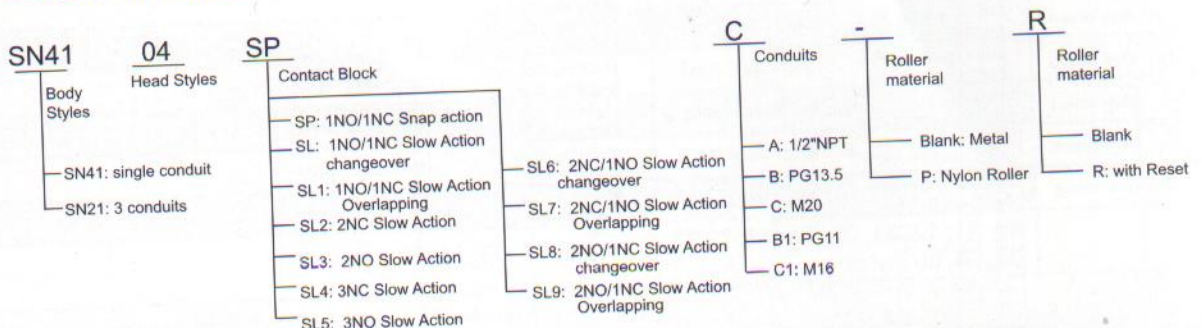 SN41 04 SP C - R
Body
Styles
Head Styles
Contact Block
Conduits
Roller
material
Roller
material
SN41: single conduit
SN21: 3 conduits
SP: 1NO/1NC Snap action
SL: 1NO/1NC Slow Action
changeover
SL1: 1NO/1NC Slow Action
Overlapping
SL2: 2NC Slow Action
SL3: 2NO Slow Action
SL4: 3NC Slow Action
SL5: 3NO Slow Action
SL6: 2NC/1NO Slow Action
changeover
SL7: 2NC/1NO Slow Action
Overlapping
SL8: 2NO/1NC Slow Action
changeover
SL9: 2NO/1NC Slow Action
Overlapping
A: 1/2"NPT
B: PG13.5
C: M20
B1: PG11
C1: M16
Blank: Metal
P: Nylon Roller
Blank
R: with Reset